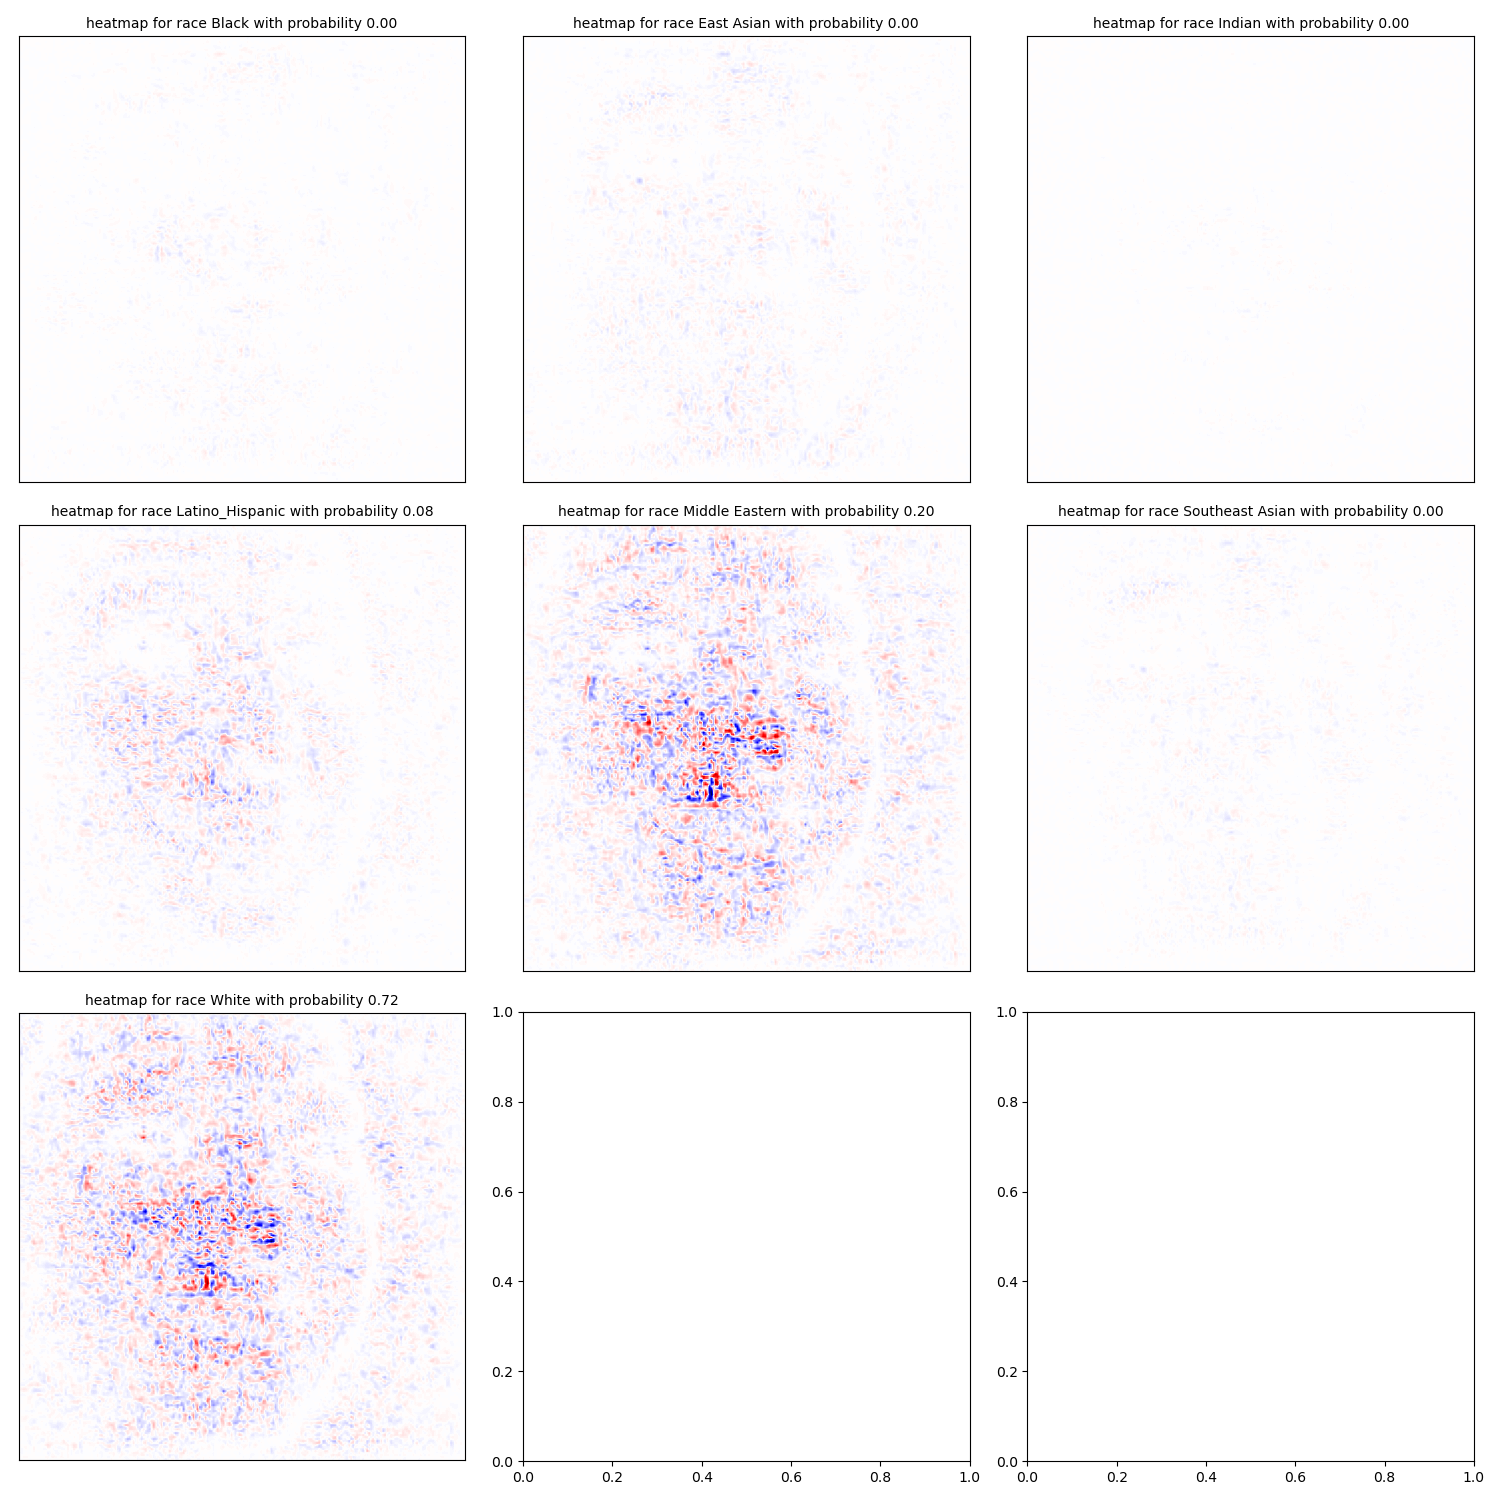 heatmap for race Black with probability 0.00
heatmap for race East Asian with probability 0.00
heatmap for race Indian with probability 0.00
heatmap for race Latino_Hispanic with probability 0.08
heatmap for race Middle Eastern with probability 0.20
heatmap for race Southeast Asian with probability 0.00
heatmap for race White with probability 0.72
1.0
0.8
0.6
0.4
0.2
0.0
0.0 0.2 0.4 0.6 0.8 1.0
1.0
0.8
0.6
0.4
0.2
0.0
0.0 0.2 0.4 0.6 0.8 1.0